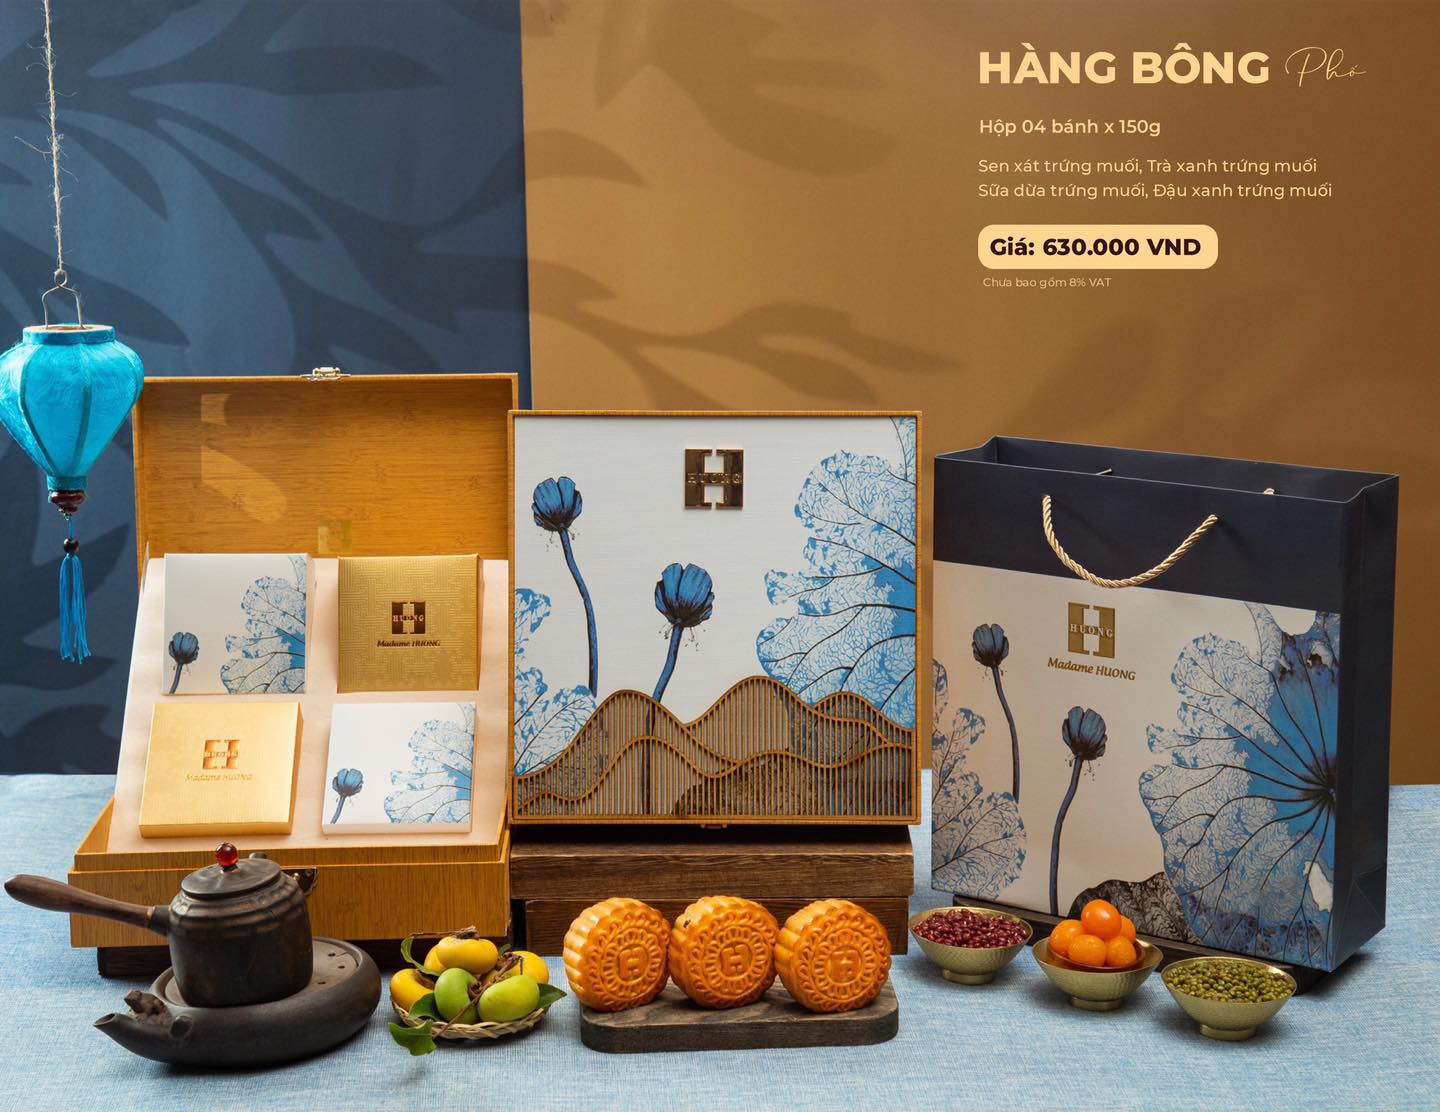 HÀNG BÔNG Phố
Hộp 04 bánh x 150g
Sen xát trứng muối, Trà xanh trứng muối
Sữa dừa trứng muối, Đậu xanh trứng muối
Giá: 630.000 VND
Chưa bao gồm 8% VAT
HUONG
HUONG
Madame HUONG
HUONG
Madame HUONG
HUONG
Madame HUONG